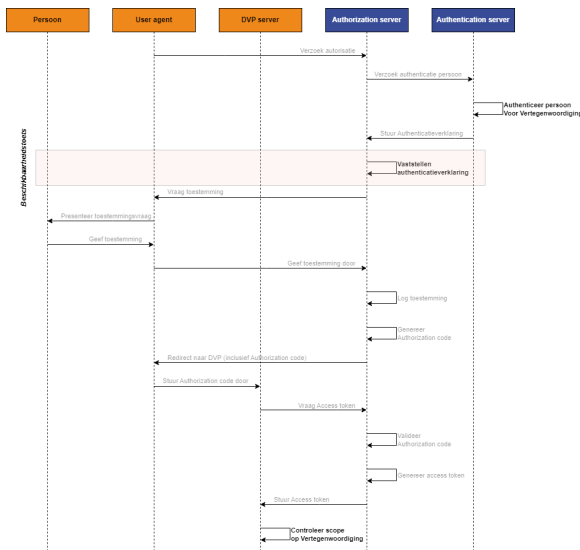 Persoon
User agent
DVP server
Authorization server
Authentication server
Verzoek autorisatie
Verzoek authenticatie persoon
Authenticeer persoon
Voor Vertegenwoordiging
Stuur Authenticatieverklaring
Beschikbaarheidstoets
Vaststellen
authenticatieverklaring
Vraag toestemming
Presenteer toestemmingsvraag
Geef toestemming
Geef toestemming door
Log toestemming
Genereer
Authorization code
Redirect naar DVP (inclusief Authorization code)
Stuur Authorization code door
Vraag Access token
Valideer
Authorization code
Genereer access token
Stuur Access token
Controleer scope
op Vertegenwoordiging